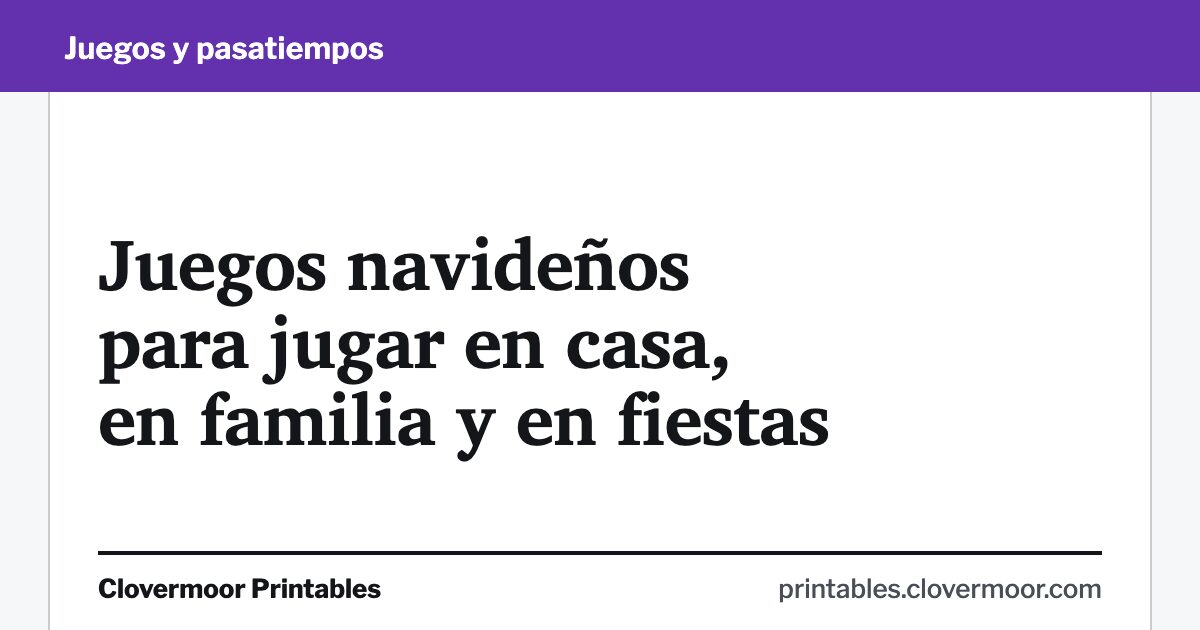 Juegos y pasatiempos
Juegos navideños
para jugar en casa,
en familia y en fiestas
Clovermoor Printables
printables.clovermoor.com